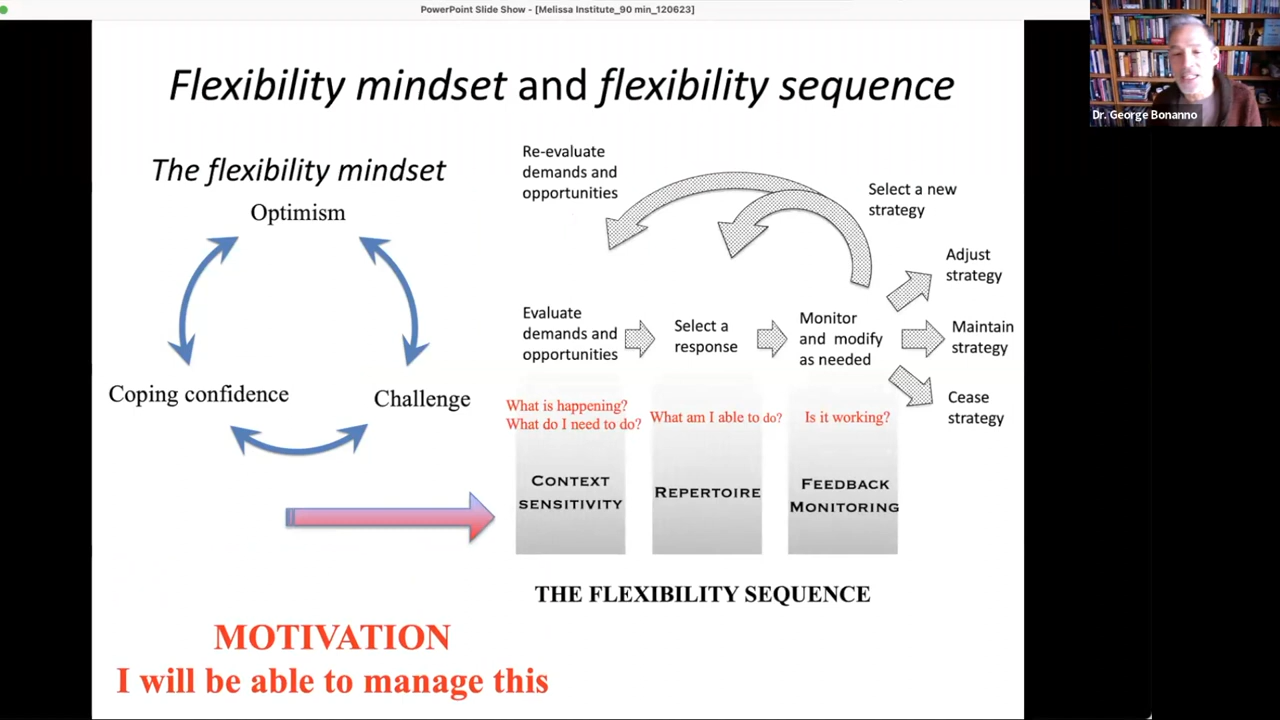 PowerPoint Slide Show - [Melissa Institute_90 min_120623]
Dr. George Bonanno
Flexibility mindset and flexibility sequence
The flexibility mindset
Optimism
Coping confidence
Challenge
Re-evaluate
demands and
opportunities
Select a new
strategy
Adjust
strategy
Evaluate
demands and
opportunities
Select a
response
Monitor
and modify
as needed
Maintain
strategy
Cease
strategy
What is happening?
What do I need to do?
What am I able to do?
Is it working?
CONTEXT
SENSITIVITY
REPERTOIRE
FEEDBACK
MONITORING
THE FLEXIBILITY SEQUENCE
MOTIVATION
I will be able to manage this